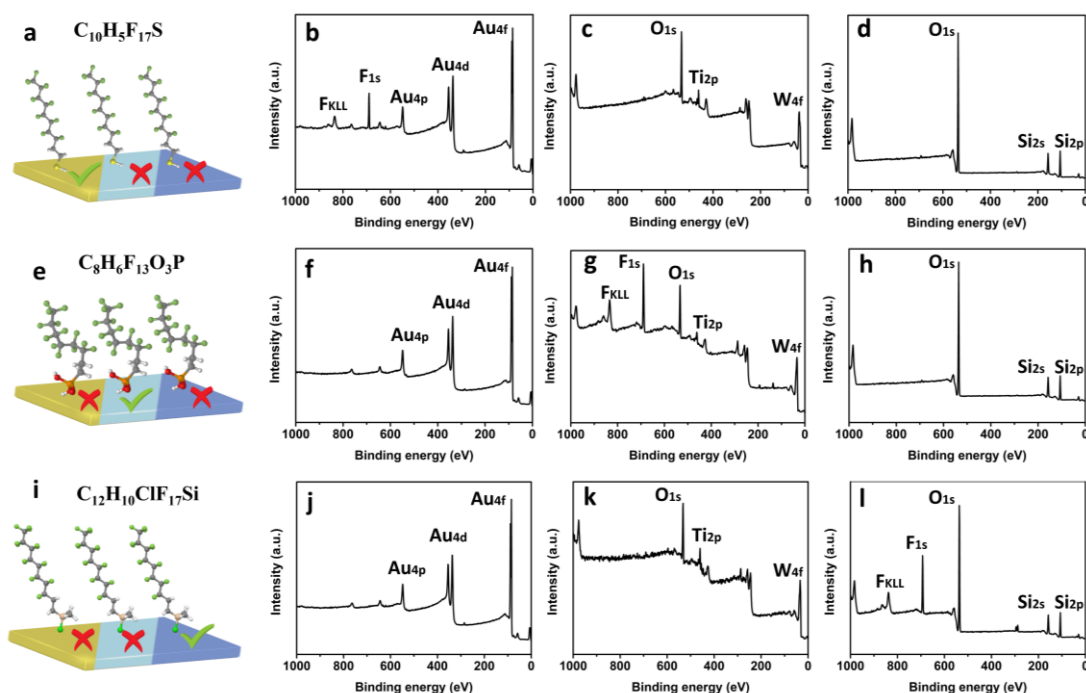 a C₁₀H₅F₁₇S
b
Au4f
Au4d
F1s
Au4p
FKLL
Intensity (a.u.)
1000 800 600 400 200 0
Binding energy (eV)
c
O1s
Ti2p
W4f
Intensity (a.u.)
1000 800 600 400 200 0
Binding energy (eV)
d
O1s
Si2s Si2p
Intensity (a.u.)
1000 800 600 400 200 0
Binding energy (eV)
e C₈H₆F₁₃O₃P
f
Au4f
Au4d
Au4p
Intensity (a.u.)
1000 800 600 400 200 0
Binding energy (eV)
g
F1s
O1s
FKLL
Ti2p
W4f
Intensity (a.u.)
1000 800 600 400 200 0
Binding energy (eV)
h
O1s
Si2s Si2p
Intensity (a.u.)
1000 800 600 400 200 0
Binding energy (eV)
i C₁₂H₁₀ClF₁₇Si
j
Au4f
Au4d
Au4p
Intensity (a.u.)
1000 800 600 400 200 0
Binding energy (eV)
k
O1s
Ti2p
W4f
Intensity (a.u.)
1000 800 600 400 200 0
Binding energy (eV)
l
O1s
F1s
FKLL
Si2s Si2p
Intensity (a.u.)
1000 800 600 400 200 0
Binding energy (eV)